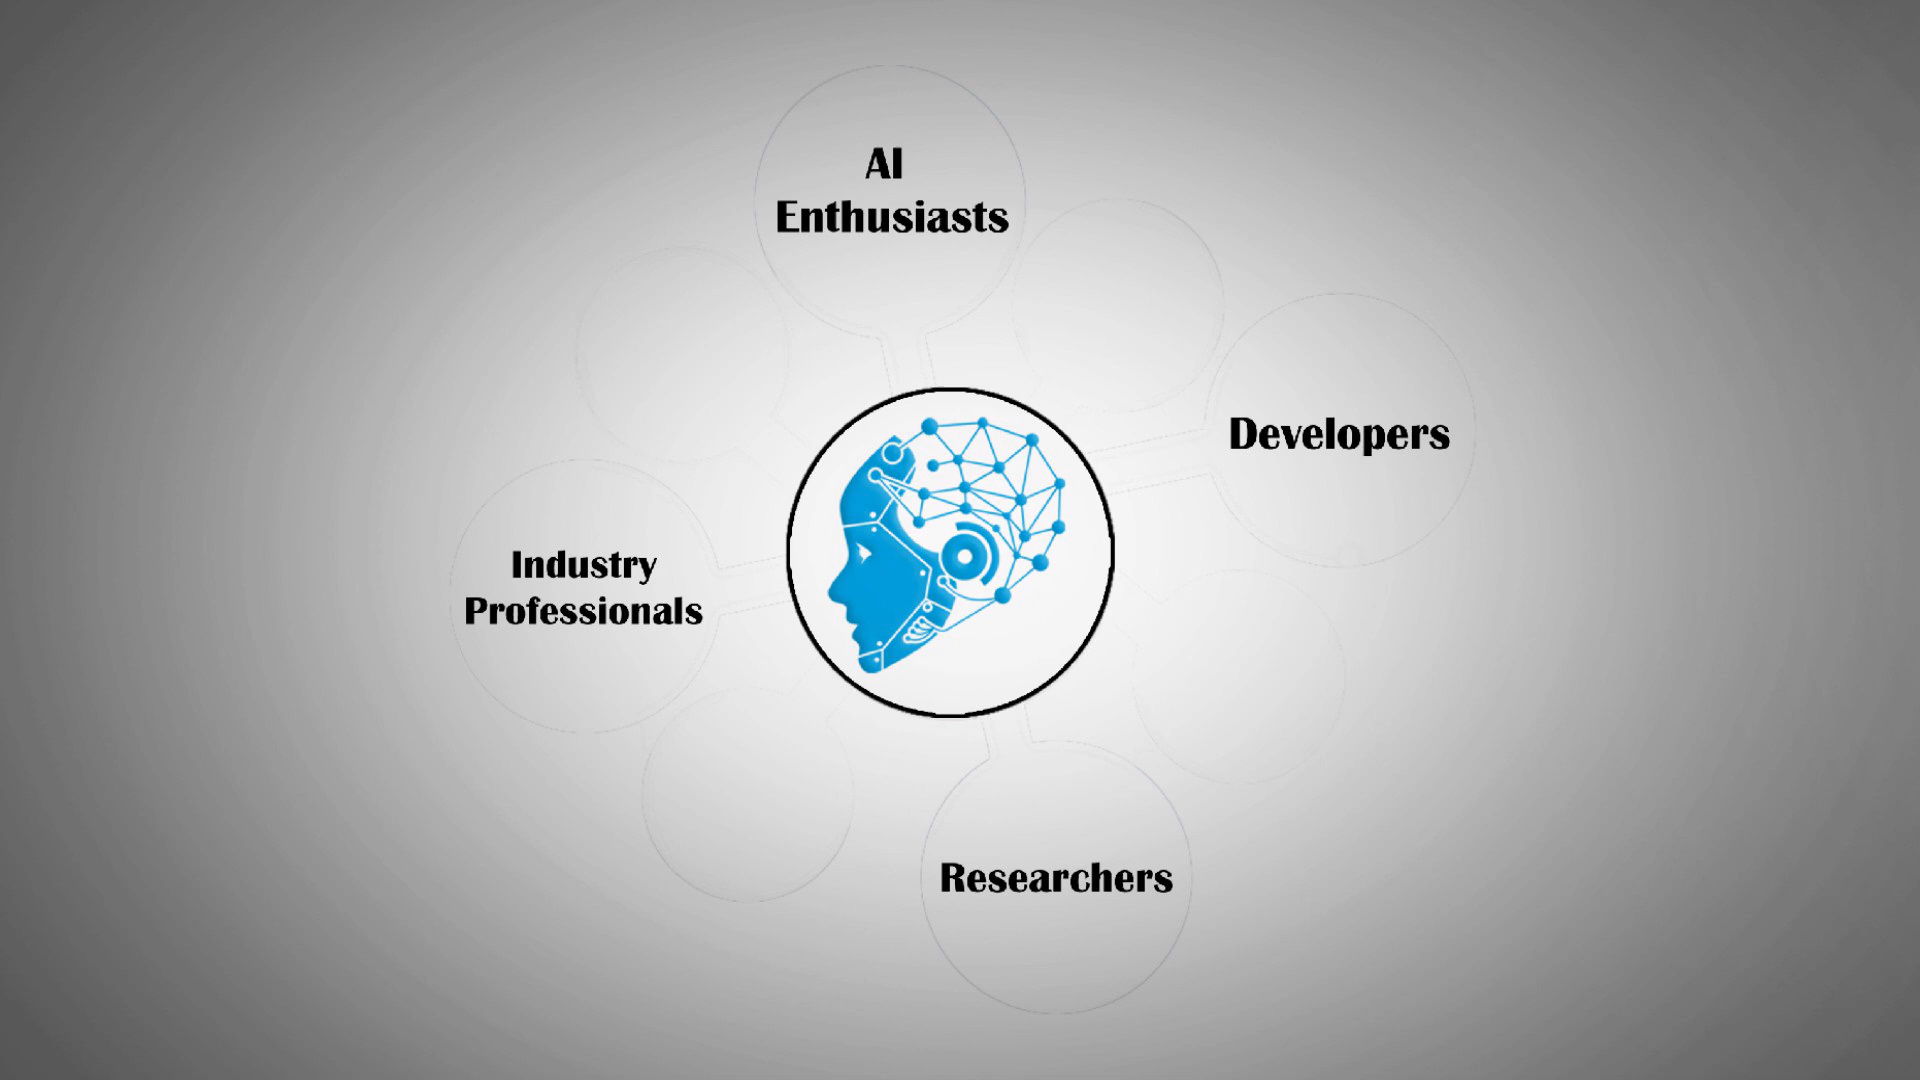 AI
Enthusiasts
Developers
Industry
Professionals
Researchers